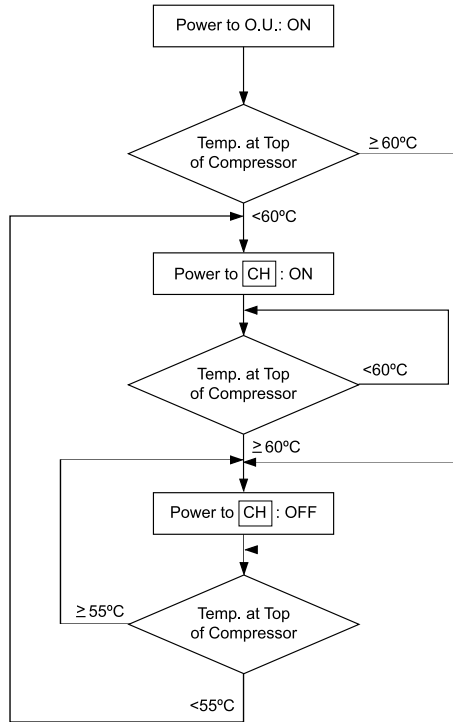 Power to O.U.: ON
Temp. at Top
of Compressor
≥60ºC
<60ºC
Power to CH : ON
Temp. at Top
of Compressor
<60ºC
≥60ºC
Power to CH : OFF
Temp. at Top
of Compressor
≥55ºC
<55ºC